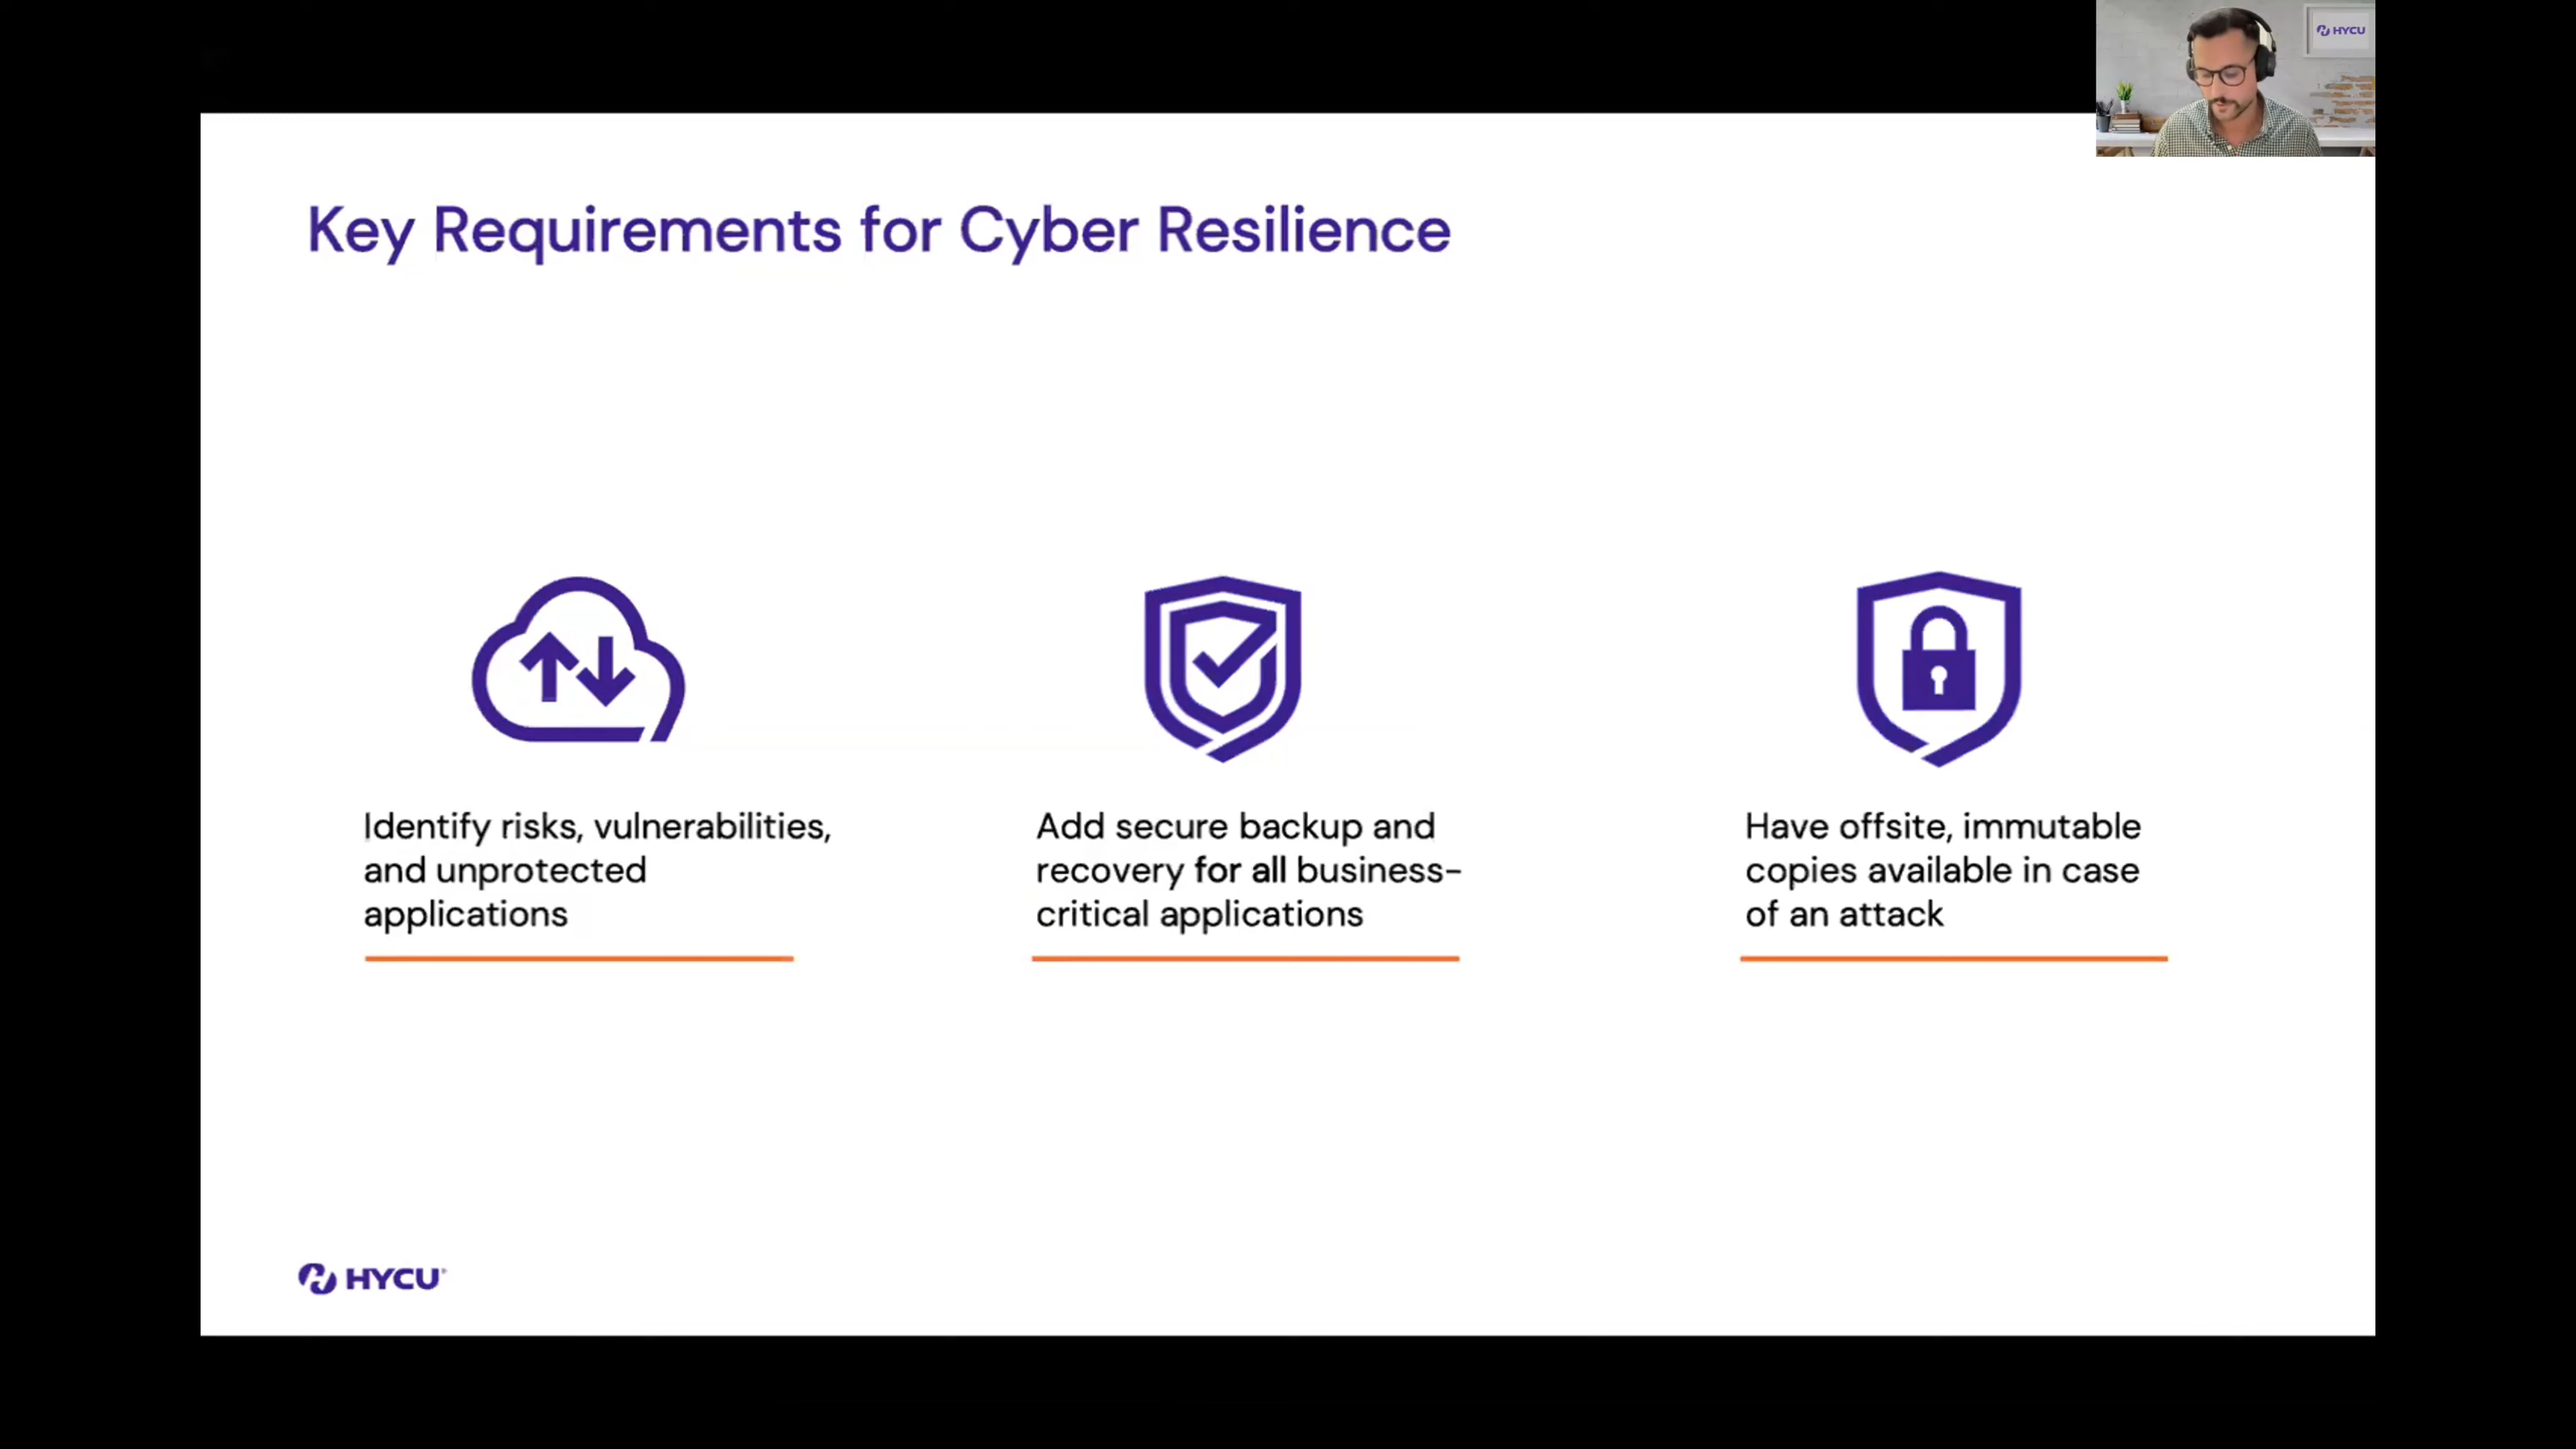 HYCU
Key Requirements for Cyber Resilience
Identify risks, vulnerabilities,
and unprotected
applications
Add secure backup and
recovery for all business-
critical applications
Have offsite, immutable
copies available in case
of an attack
HYCU